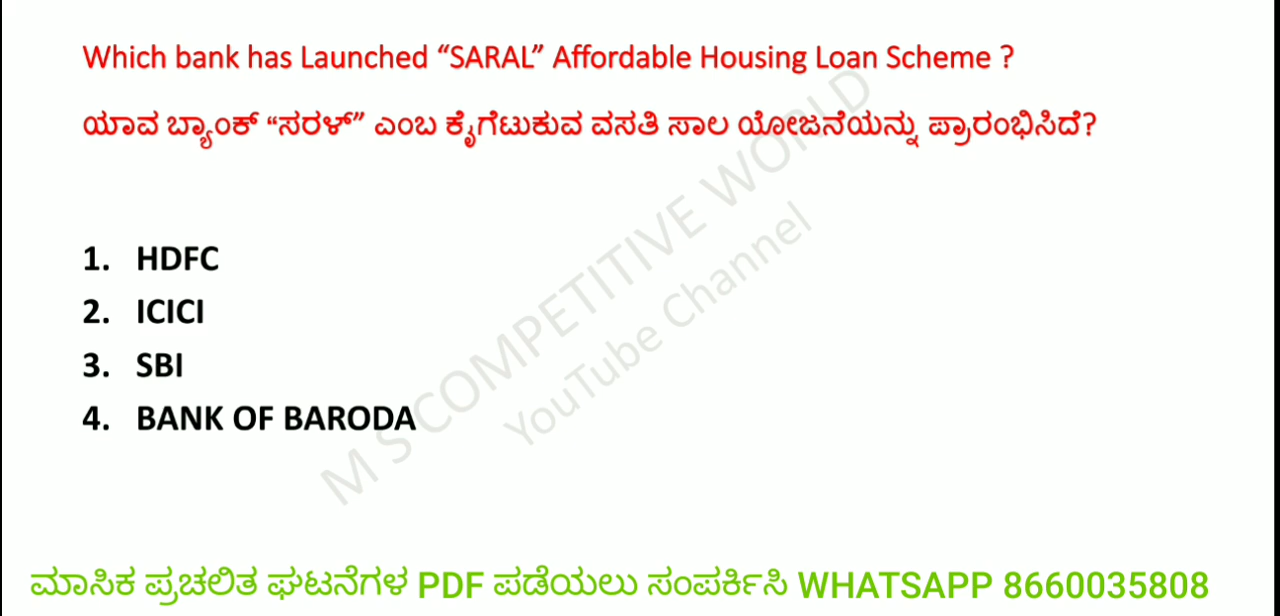 Which bank has Launched “SARAL” Affordable Housing Loan Scheme ?
ಯಾವ ಬ್ಯಾಂಕ್ “ಸರಳ್” ಎಂಬ ಕೈಗೆಟುಕುವ ವಸತಿ ಸಾಲ ಯೋಜನೆಯನ್ನು ಪ್ರಾರಂಭಿಸಿದೆ?
1. HDFC
2. ICICI
3. SBI
4. BANK OF BARODA
M S COMPETITIVE WORLD
YouTube Channel
ಮಾಸಿಕ ಪ್ರಚಲಿತ ಘಟನೆಗಳ PDF ಪಡೆಯಲು ಸಂಪರ್ಕಿಸಿ WHATSAPP 8660035808